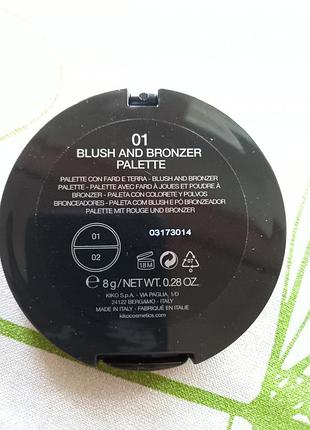 01
BLUSH AND BRONZER
PALETTE
PALETTE CON FARD E TERRA - BLUSH AND BRONZER
PALETTE - PALETTE AVEC FARD À JOUES ET POUDRE À
BRONZER - PALETA CON COLORETE Y POLVOS
BRONCEADORES - PALETA COM BLUSH E PÓ BRONZEADOR
PALETTE MIT ROUGE UND BRONZER
03173014
01
02
18M
07
℮ 8 g / NET WT. 0.28 OZ.
KIKO S.p.A. - VIA PAGLIA, 1/D
24122 BERGAMO - ITALY
MADE IN ITALY - FABRIQUÉ EN ITALIE
kikocosmetics.com